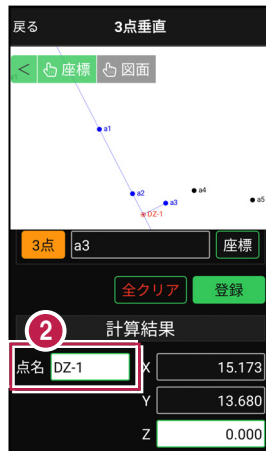 戻る 3点垂直
< 座標 図面
a1
a2
a3
a4
a5
DZ-1
3点 a3 座標
全クリア 登録
2
計算結果
点名 DZ-1 X 15.173
Y 13.680
Z 0.000